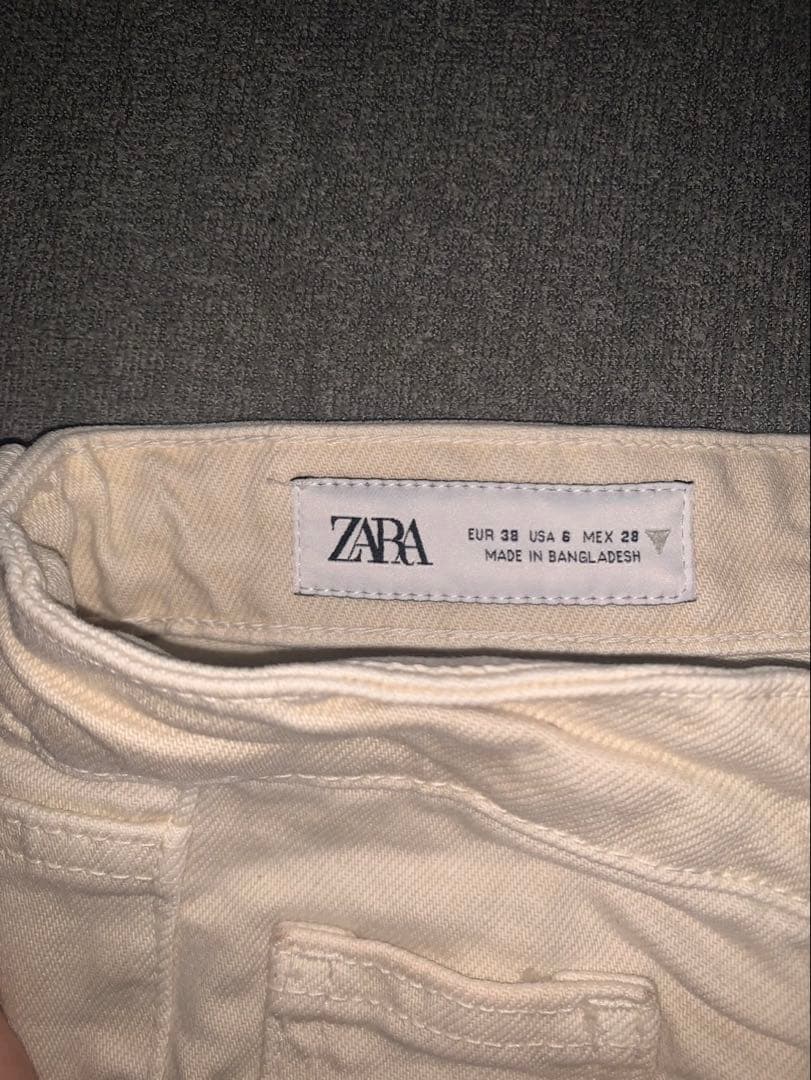 ZARA
EUR 38 USA 6 MEX 28
MADE IN BANGLADESH